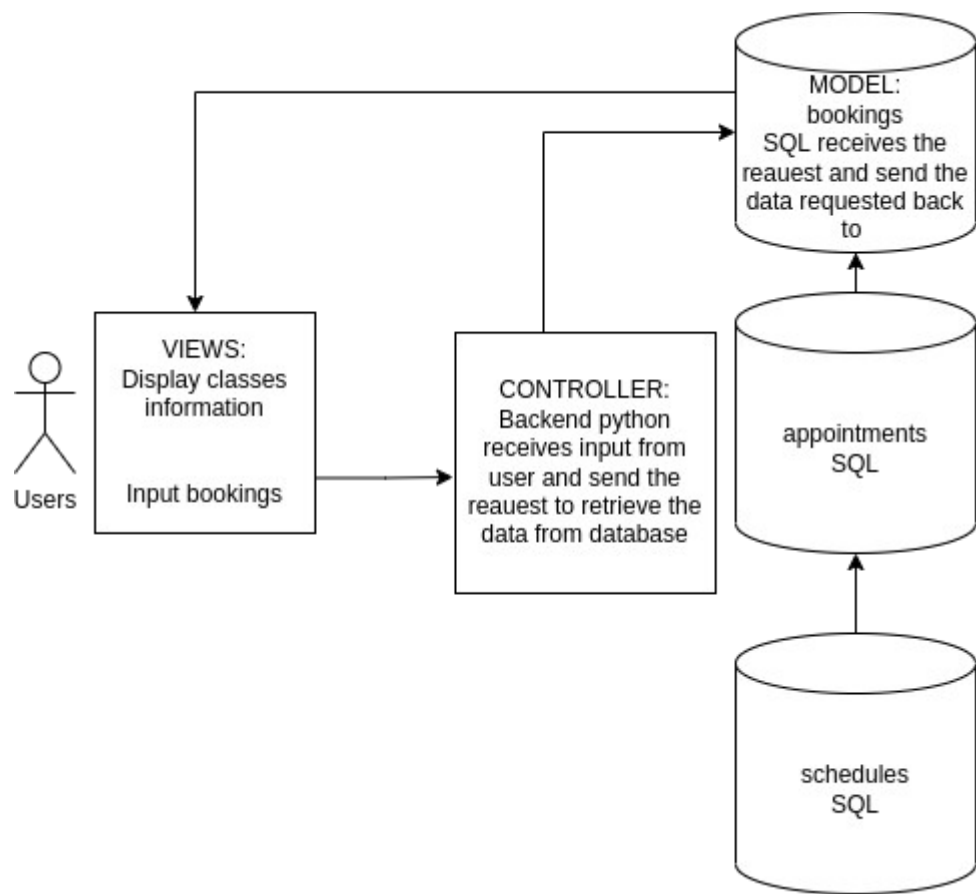 MODEL:
bookings
SQL receives the
reauest and send the
data requested back
to
VIEWS:
Display classes
information
Input bookings
Users
CONTROLLER:
Backend python
receives input from
user and send the
reauest to retrieve the
data from database
appointments
SQL
schedules
SQL